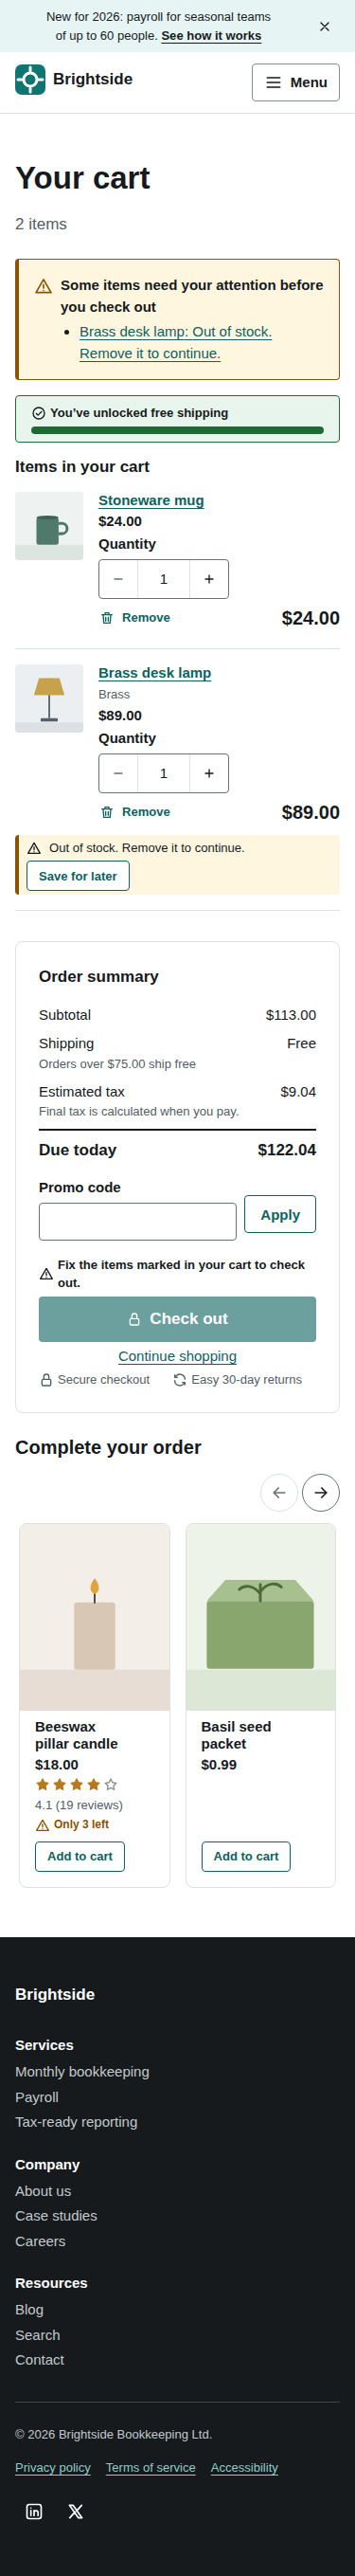 New for 2026: payroll for seasonal teams
of up to 60 people. See how it works
Brightside
Menu
Your cart
2 items
Some items need your attention before
you check out
Brass desk lamp: Out of stock.
Remove it to continue.
You’ve unlocked free shipping
Items in your cart
Stoneware mug
$24.00
Quantity
1
Remove
$24.00
Brass desk lamp
Brass
$89.00
Quantity
1
Remove
$89.00
Out of stock. Remove it to continue.
Save for later
Order summary
Subtotal $113.00
Shipping Free
Orders over $75.00 ship free
Estimated tax $9.04
Final tax is calculated when you pay.
Due today $122.04
Promo code
Apply
Fix the items marked in your cart to check
out.
Check out
Continue shopping
Secure checkout Easy 30-day returns
Complete your order
Beeswax
pillar candle
$18.00
4.1 (19 reviews)
Only 3 left
Add to cart
Basil seed
packet
$0.99
Add to cart
Brightside
Services
Monthly bookkeeping
Payroll
Tax-ready reporting
Company
About us
Case studies
Careers
Resources
Blog
Search
Contact
© 2026 Brightside Bookkeeping Ltd.
Privacy policy Terms of service Accessibility